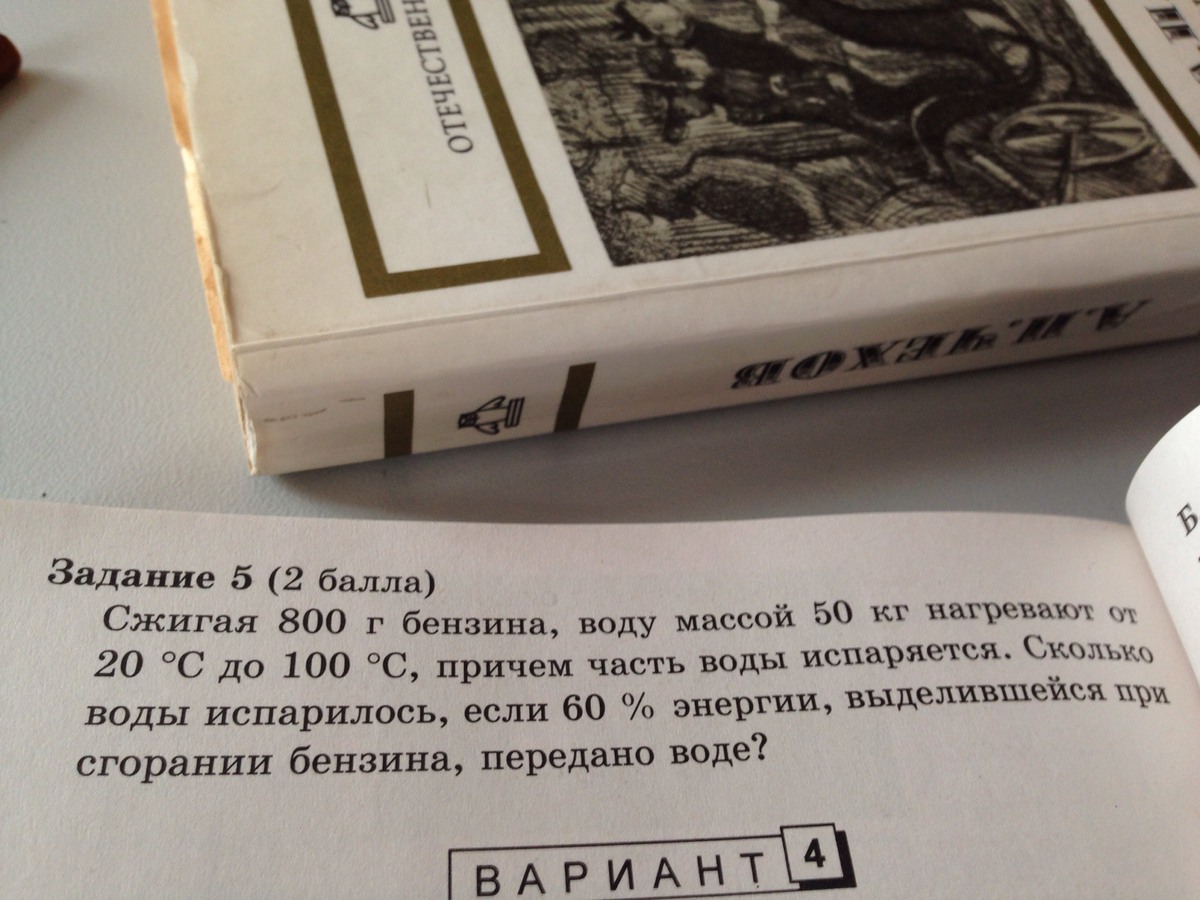 ОТЕЧЕСТВЕН
А.П. ЧЕХОВ
Задание 5 (2 балла)
Сжигая 800 г бензина, воду массой 50 кг нагревают от
20 °С до 100 °С, причем часть воды испаряется. Сколько
воды испарилось, если 60 % энергии, выделившейся при
сгорании бензина, передано воде?
Б
ВАРИАНТ 4